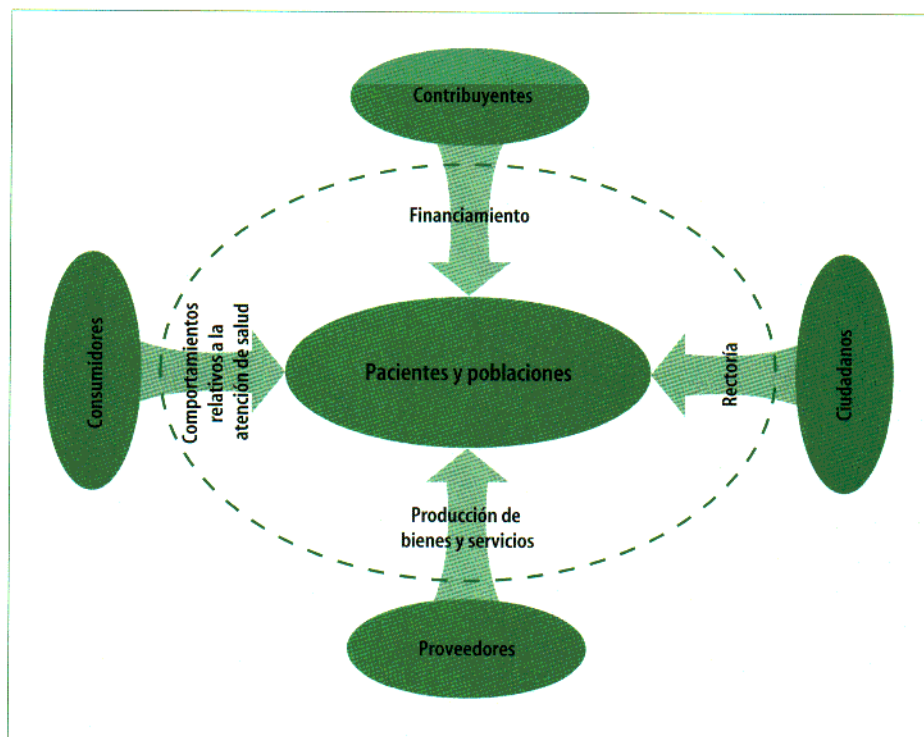 Contribuyentes
Financiamiento
Consumidores
Comportamientos
relativos a la
atención de salud
Pacientes y poblaciones
Rectoría
Ciudadanos
Producción de
bienes y servicios
Proveedores